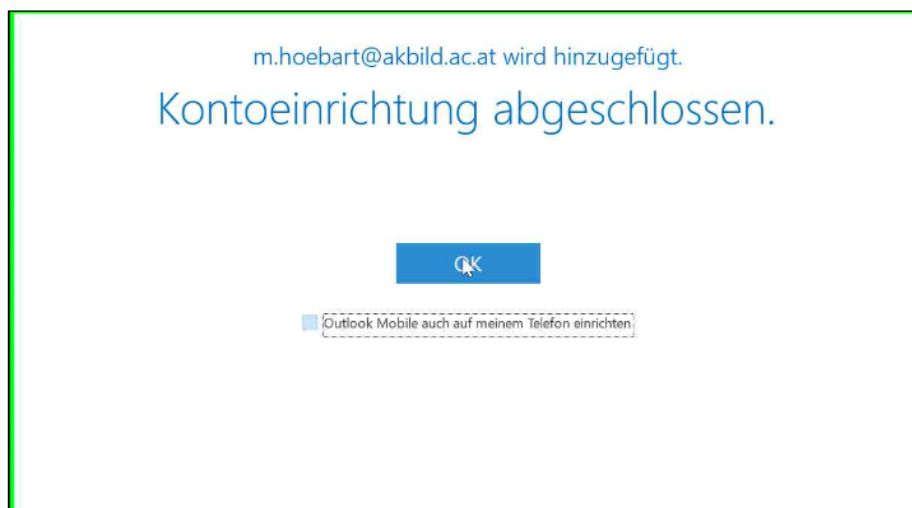 m.hoebart@akbild.ac.at wird hinzugefügt.
Kontoeinrichtung abgeschlossen.
OK
Outlook Mobile auch auf meinem Telefon einrichten